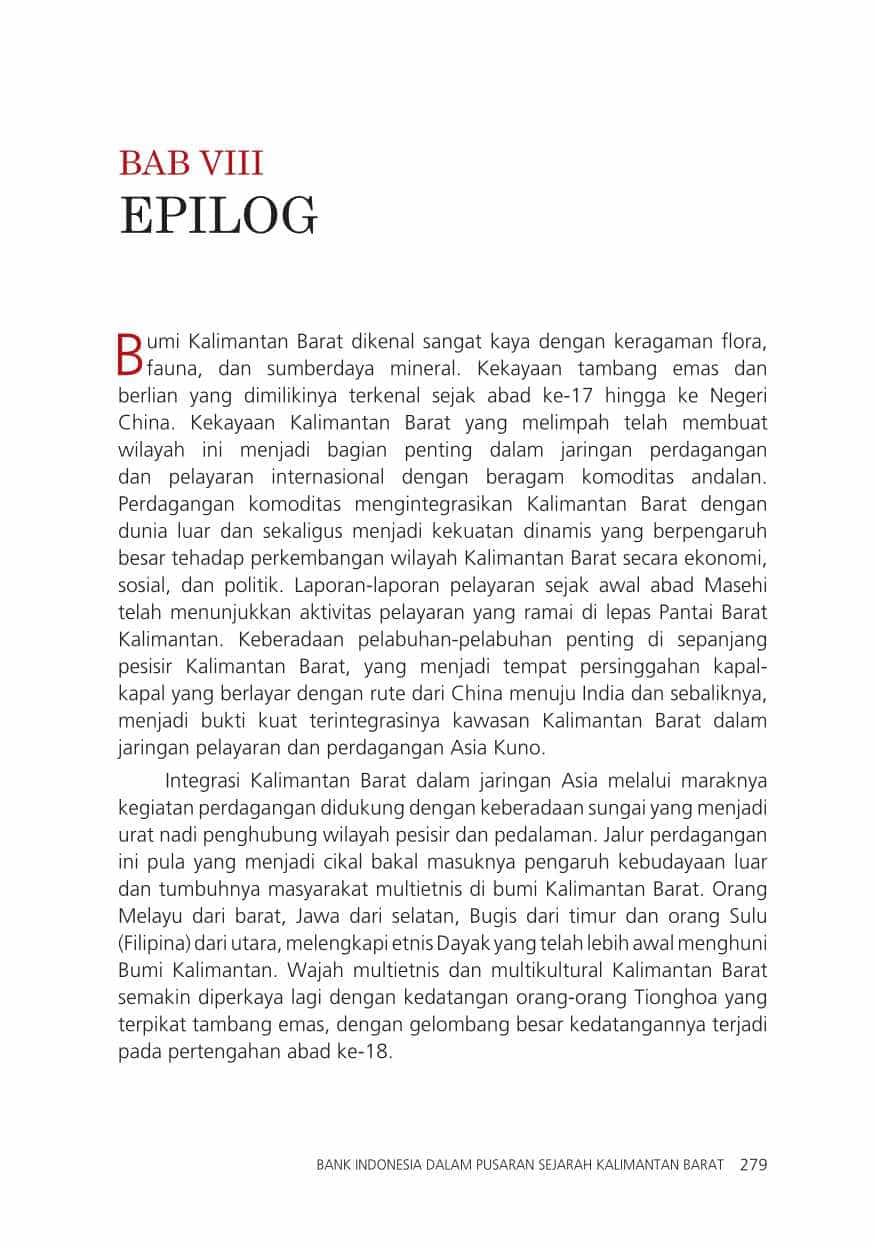 BAB VIII
EPILOG
Bumi Kalimantan Barat dikenal sangat kaya dengan keragaman flora,
fauna, dan sumberdaya mineral. Kekayaan tambang emas dan
berlian yang dimilikinya terkenal sejak abad ke-17 hingga ke Negeri
China. Kekayaan Kalimantan Barat yang melimpah telah membuat
wilayah ini menjadi bagian penting dalam jaringan perdagangan
dan pelayaran internasional dengan beragam komoditas andalan.
Perdagangan komoditas mengintegrasikan Kalimantan Barat dengan
dunia luar dan sekaligus menjadi kekuatan dinamis yang berpengaruh
besar tehadap perkembangan wilayah Kalimantan Barat secara ekonomi,
sosial, dan politik. Laporan-laporan pelayaran sejak awal abad Masehi
telah menunjukkan aktivitas pelayaran yang ramai di lepas Pantai Barat
Kalimantan. Keberadaan pelabuhan-pelabuhan penting di sepanjang
pesisir Kalimantan Barat, yang menjadi tempat persinggahan kapal-
kapal yang berlayar dengan rute dari China menuju India dan sebaliknya,
menjadi bukti kuat terintegrasinya kawasan Kalimantan Barat dalam
jaringan pelayaran dan perdagangan Asia Kuno.
Integrasi Kalimantan Barat dalam jaringan Asia melalui maraknya
kegiatan perdagangan didukung dengan keberadaan sungai yang menjadi
urat nadi penghubung wilayah pesisir dan pedalaman. Jalur perdagangan
ini pula yang menjadi cikal bakal masuknya pengaruh kebudayaan luar
dan tumbuhnya masyarakat multietnis di bumi Kalimantan Barat. Orang
Melayu dari barat, Jawa dari selatan, Bugis dari timur dan orang Sulu
(Filipina) dari utara, melengkapi etnis Dayak yang telah lebih awal menghuni
Bumi Kalimantan. Wajah multietnis dan multikultural Kalimantan Barat
semakin diperkaya lagi dengan kedatangan orang-orang Tionghoa yang
terpikat tambang emas, dengan gelombang besar kedatangannya terjadi
pada pertengahan abad ke-18.
BANK INDONESIA DALAM PUSARAN SEJARAH KALIMANTAN BARAT 279